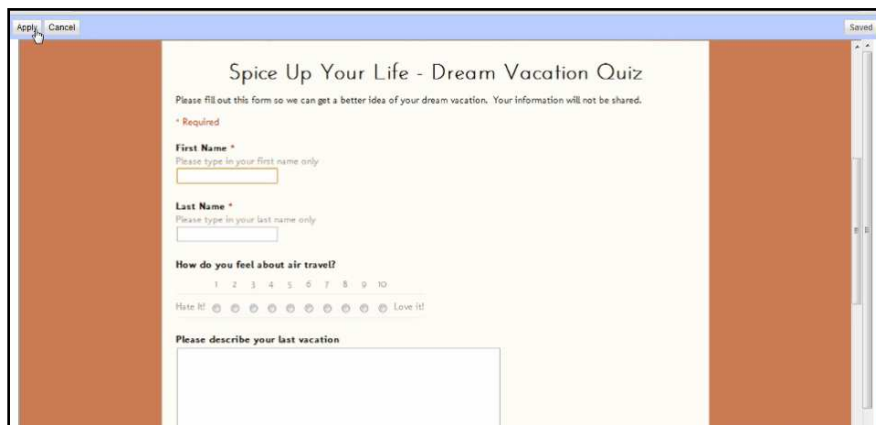 Apply Cancel Saved
Spice Up Your Life - Dream Vacation Quiz
Please fill out this form so we can get a better idea of your dream vacation. Your information will not be shared.
* Required
First Name *
Please type in your first name only
Last Name *
Please type in your last name only
How do you feel about air travel?
1 2 3 4 5 6 7 8 9 10
Hate It! Love it!
Please describe your last vacation